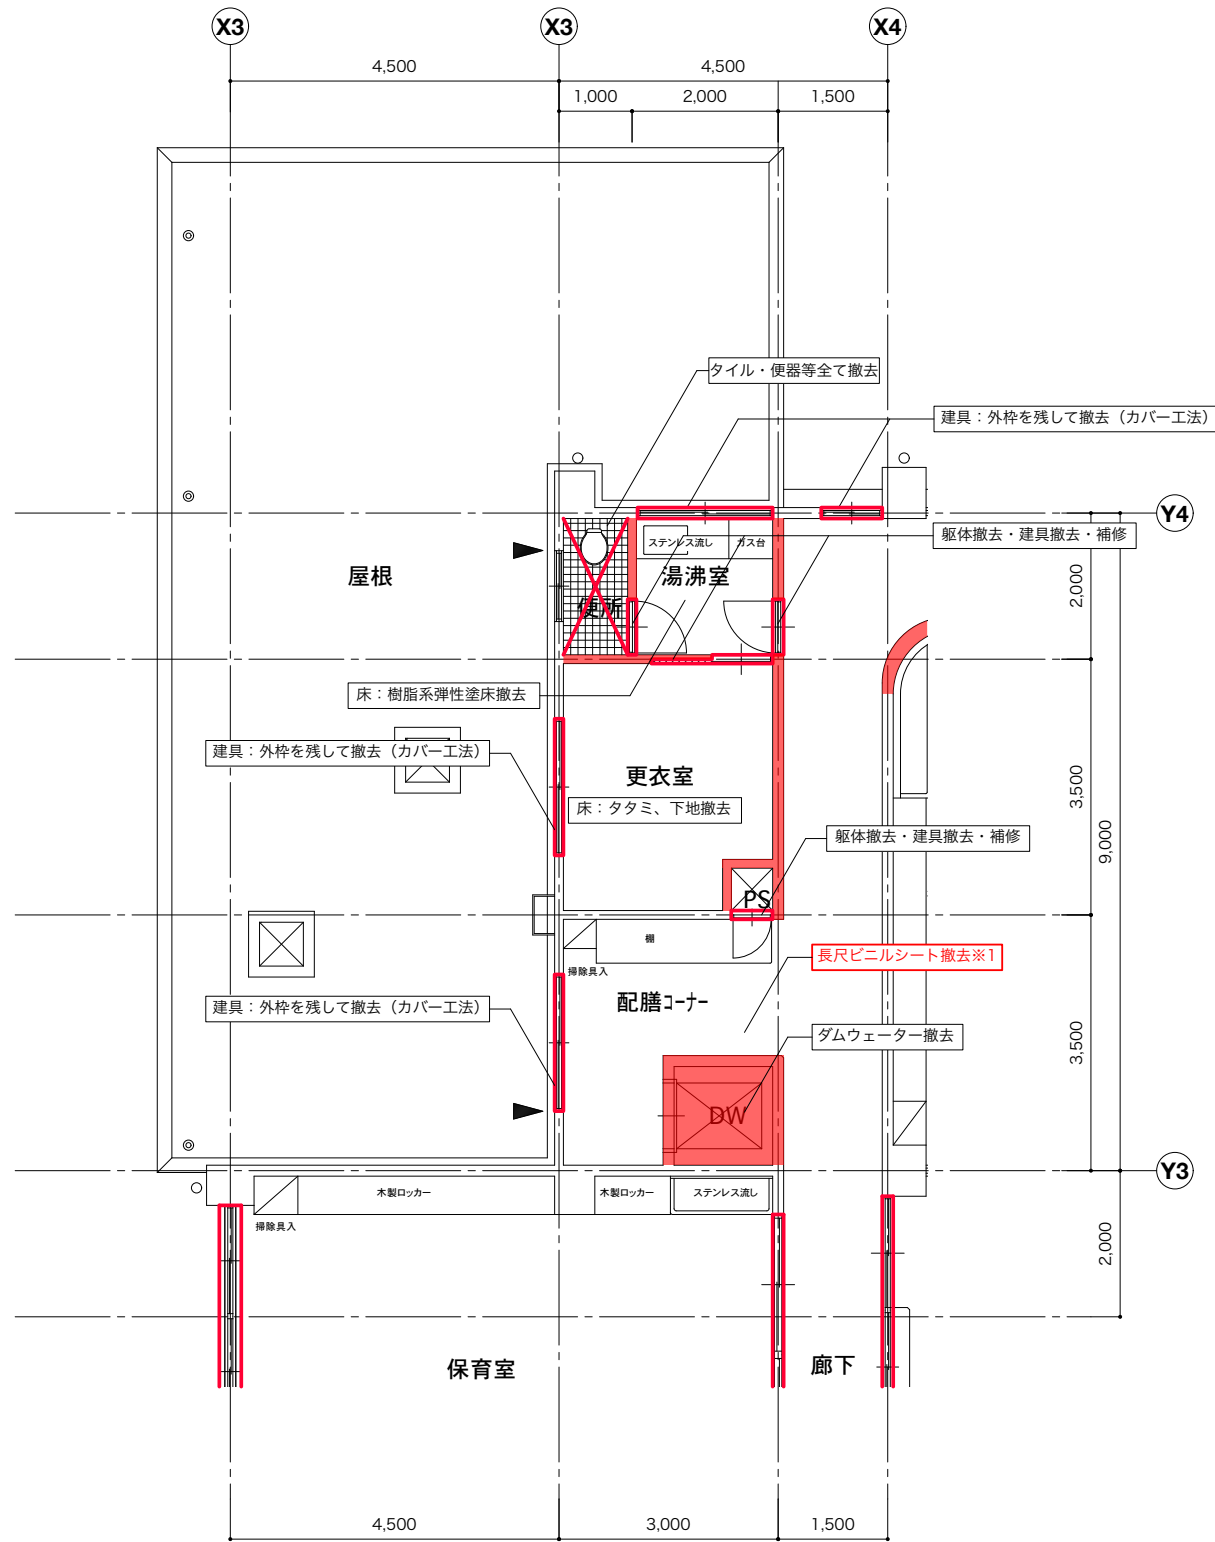 X3
X3
X4
4,500
4,500
1,000
2,000
1,500
タイル・便器等全て撤去
建具：外枠を残して撤去（カバー工法）
Y4
躯体撤去・建具撤去・補修
ステンレス流し
ガス台
湯沸室
屋根
便所
2,000
床：樹脂系弾性塗床撤去
建具：外枠を残して撤去（カバー工法）
更衣室
床：タタミ、下地撤去
3,500
躯体撤去・建具撤去・補修
9,000
PS
棚
掃除具入
長尺ビニルシート撤去※1
配膳コーナー
建具：外枠を残して撤去（カバー工法）
ダムウェーター撤去
3,500
DW
Y3
木製ロッカー
木製ロッカー
ステンレス流し
掃除具入
2,000
保育室
廊下
4,500
3,000
1,500